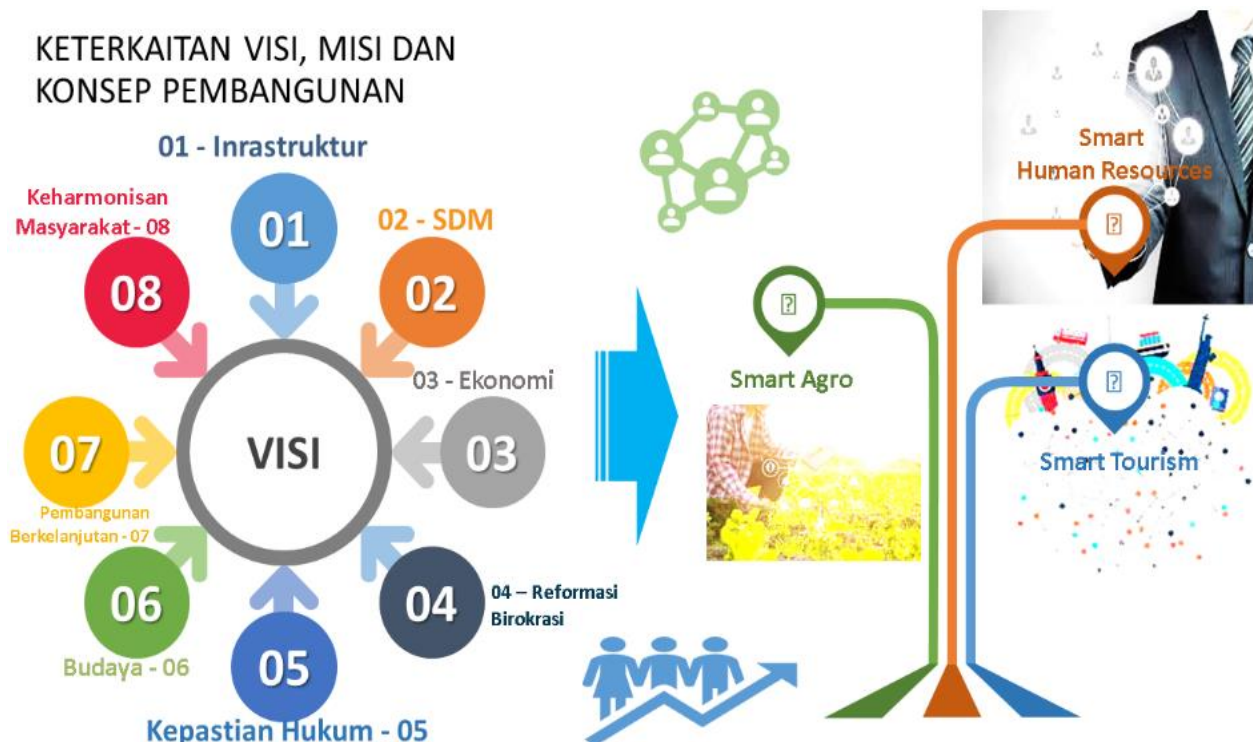 KETERKAITAN VISI, MISI DAN
KONSEP PEMBANGUNAN
01 - Inrastruktur
Keharmonisan
Masyarakat - 08
02 - SDM
01
08
02
03 - Ekonomi
07
VISI
03
Pembangunan
Berkelanjutan - 07
06
04
04 – Reformasi
Birokrasi
Budaya - 06
05
Kepastian Hukum - 05
Smart
Human Resources
Smart Agro
Smart Tourism